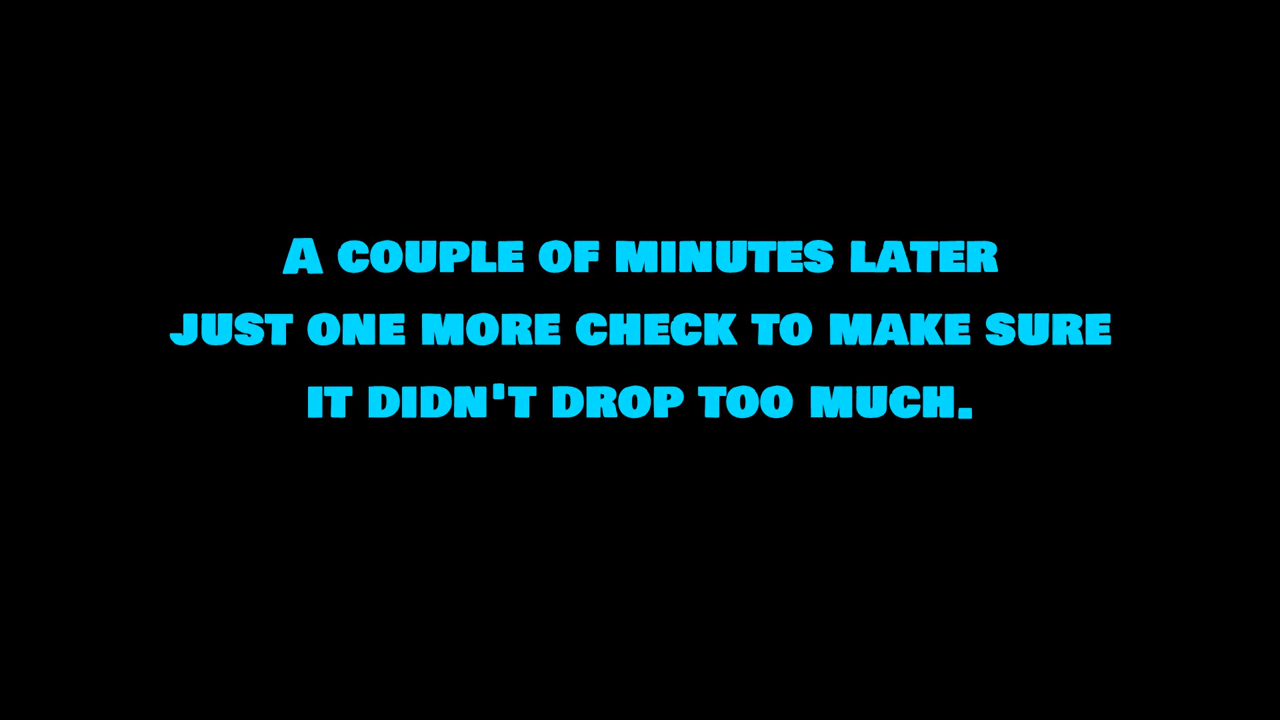 A couple of minutes later
just one more check to make sure
it didn't drop too much.